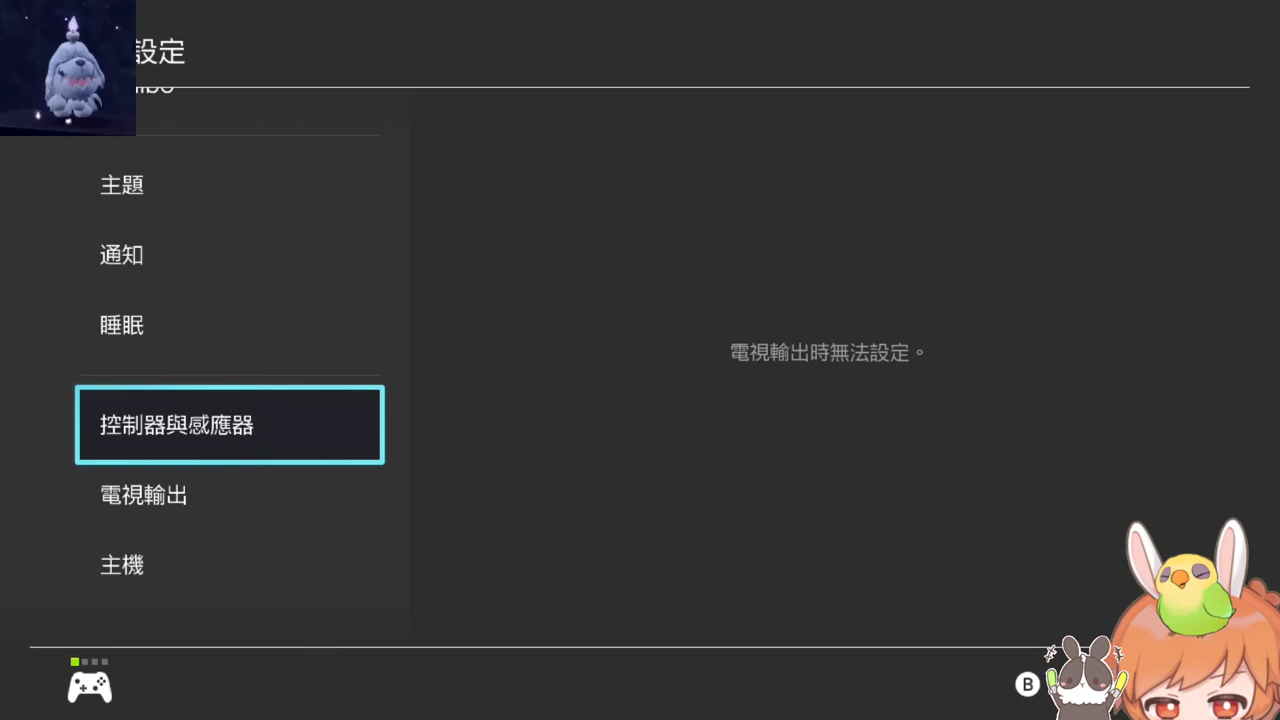 設定
主題
通知
睡眠
電視輸出時無法設定。
控制器與感應器
電視輸出
主機
B